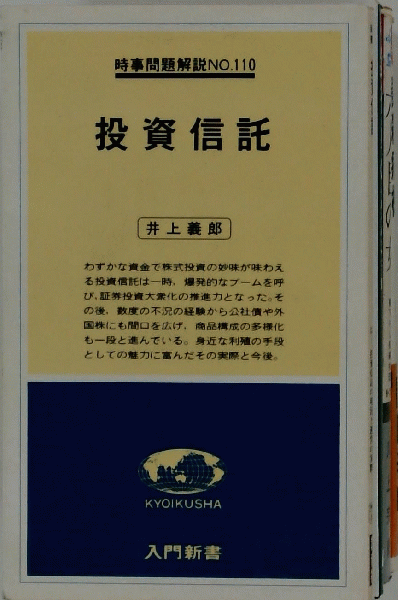 時事問題解説NO.110
投資信託
井上義郎
わずかな資金で株式投資の妙味が味わえ
る投資信託は一時，爆発的なブームを呼
び，証券投資大衆化の推進力となった。そ
の後，数度の不況の経験から公社債や外
国株にも間口を広げ，商品構成の多様化
も一段と進んでいる。身近な利殖の手段
としての魅力に富んだその実際と今後。
KYOIKUSHA
入門新書